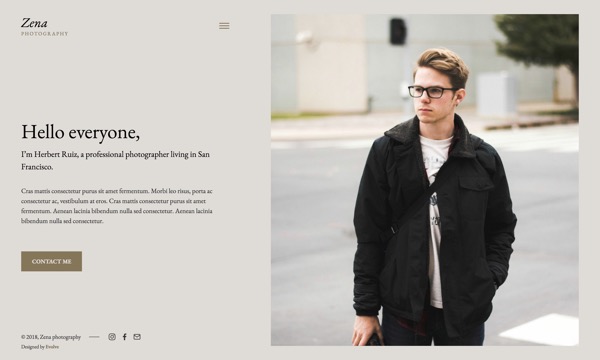 Zena
PHOTOGRAPHY
Hello everyone,
I'm Herbert Ruiz, a professional photographer living in San
Francisco.
Cras mattis consectetur purus sit amet fermentum. Morbi leo risus, porta ac
consectetur ac, vestibulum at eros. Cras mattis consectetur purus sit amet
fermentum. Aenean lacinia bibendum nulla sed consectetur. Aenean lacinia
bibendum nulla sed consectetur.
CONTACT ME
© 2018, Zena photography
Designed by Evolve